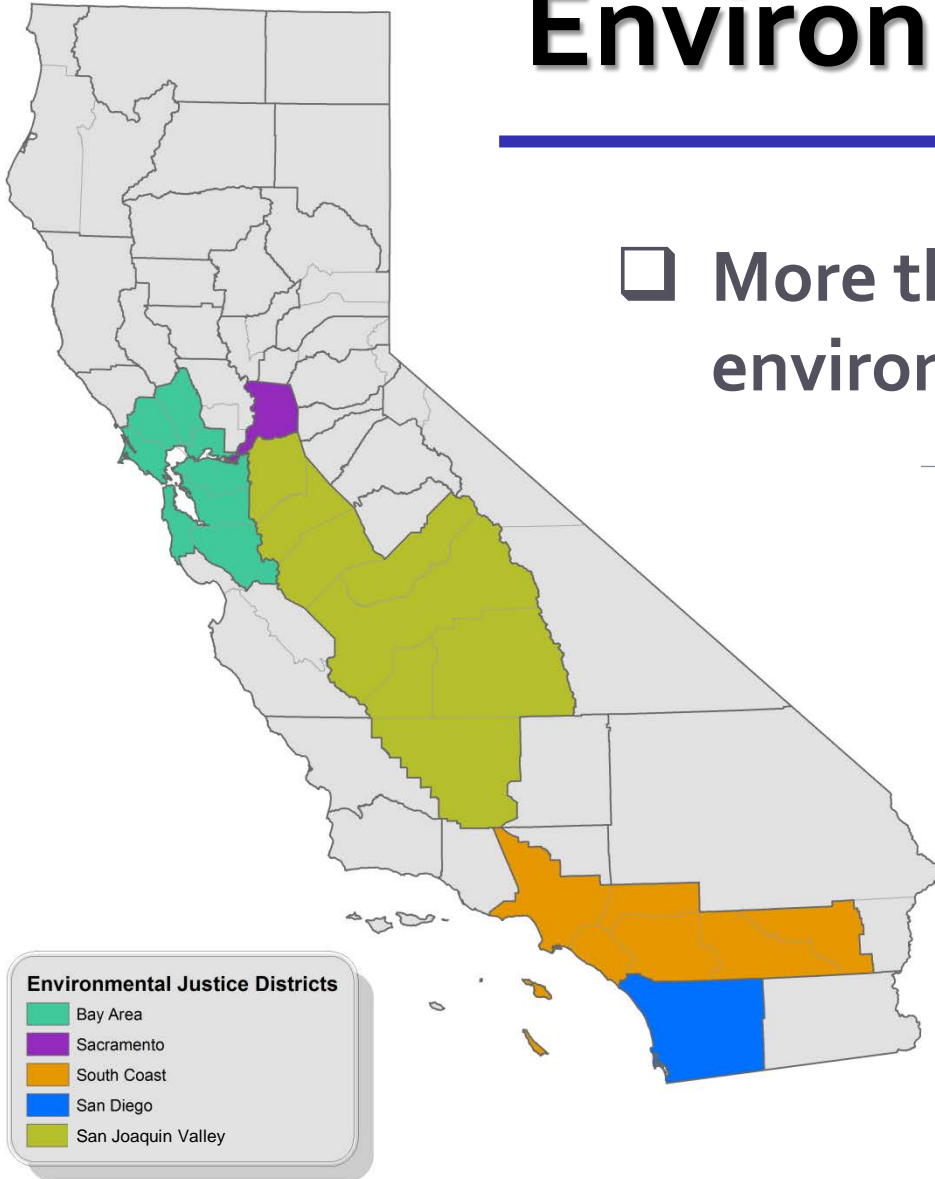 Environ
More th
environ
Environmental Justice Districts
Bay Area
Sacramento
South Coast
San Diego
San Joaquin Valley